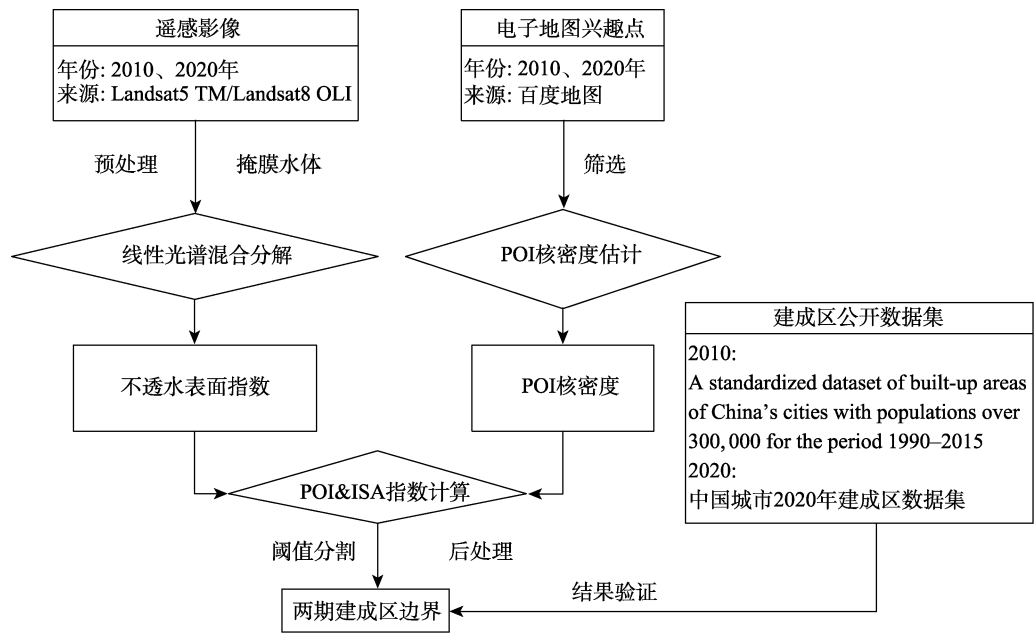 遥感影像
年份: 2010、2020年
来源: Landsat5 TM/Landsat8 OLI
电子地图兴趣点
年份: 2010、2020年
来源: 百度地图
预处理
掩膜水体
筛选
线性光谱混合分解
POI核密度估计
不透水表面指数
POI核密度
建成区公开数据集
2010:
A standardized dataset of built-up areas
of China's cities with populations over
300, 000 for the period 1990–2015
2020:
中国城市2020年建成区数据集
POI&ISA指数计算
阈值分割
后处理
两期建成区边界
结果验证